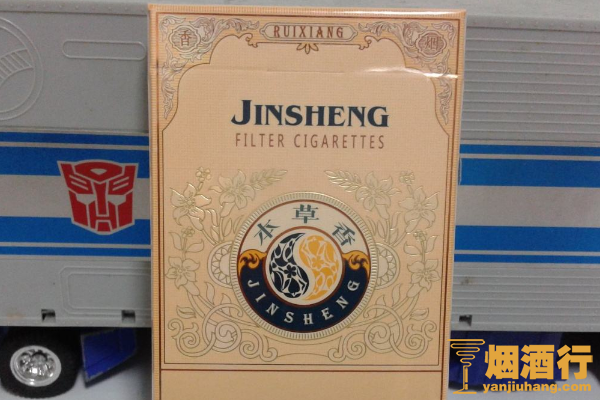 香 RUIXIANG 烟
JINSHENG
FILTER CIGARETTES
本草香
JINSHENG
烟酒行
yanjiuhang.com